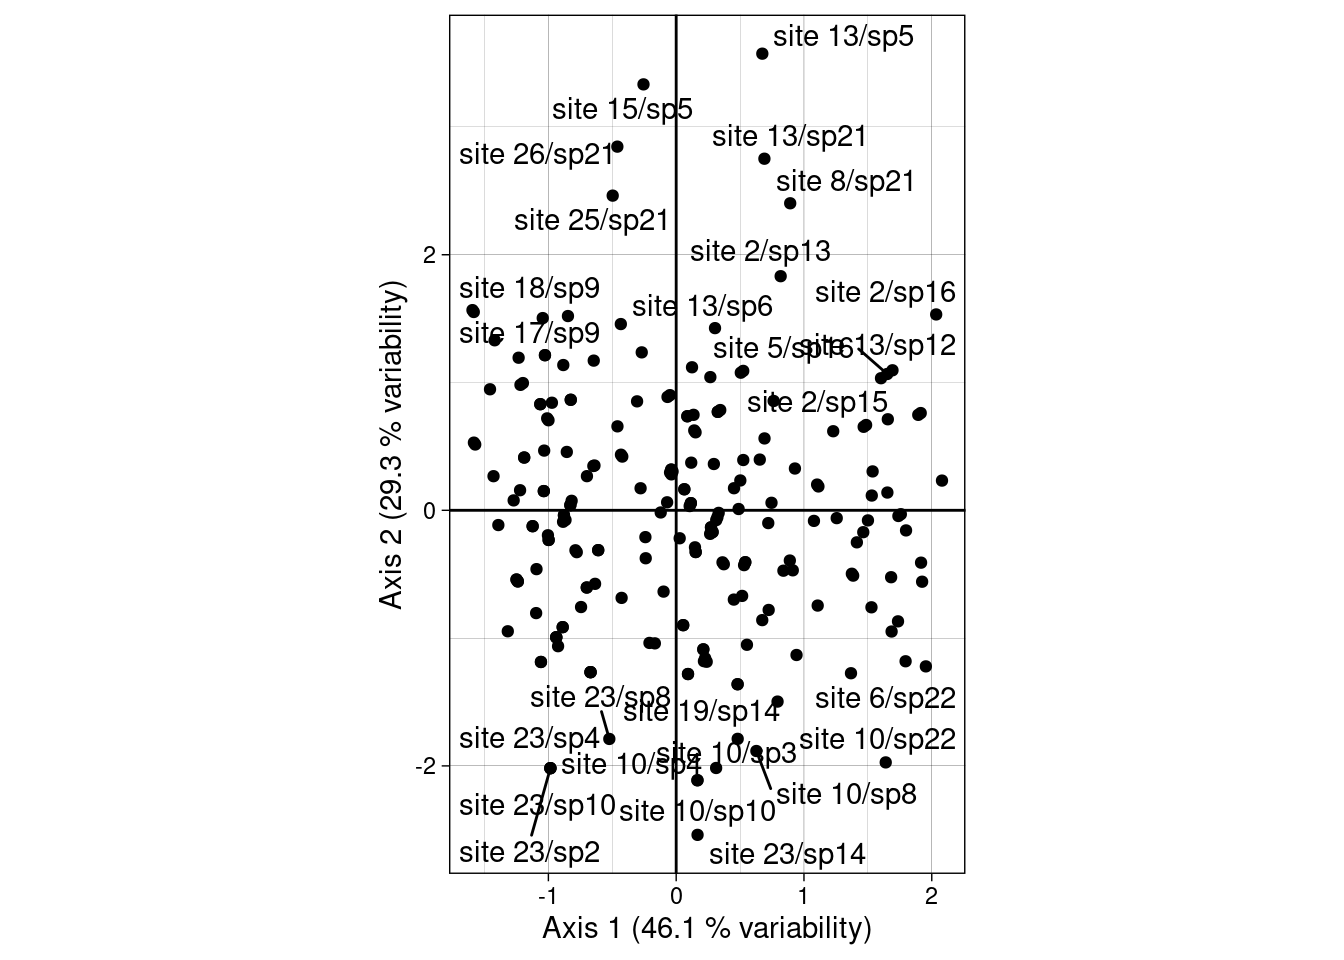 site 13/sp5
site 15/sp5
site 13/sp21
site 26/sp21
site 8/sp21
site 25/sp21
site 2/sp13
2
site 18/sp9
site 2/sp16
site 13/sp6
site 17/sp9
site 5/sp16
site 13/sp12
site 2/sp15
0
Axis 2 (29.3 % variability)
site 23/sp8
site 6/sp22
site 19/sp14
site 23/sp4
site 10/sp22
site 10/sp3
site 10/sp4
-2
site 10/sp8
site 23/sp10
site 10/sp10
site 23/sp2
site 23/sp14
-1
0
1
2
Axis 1 (46.1 % variability)